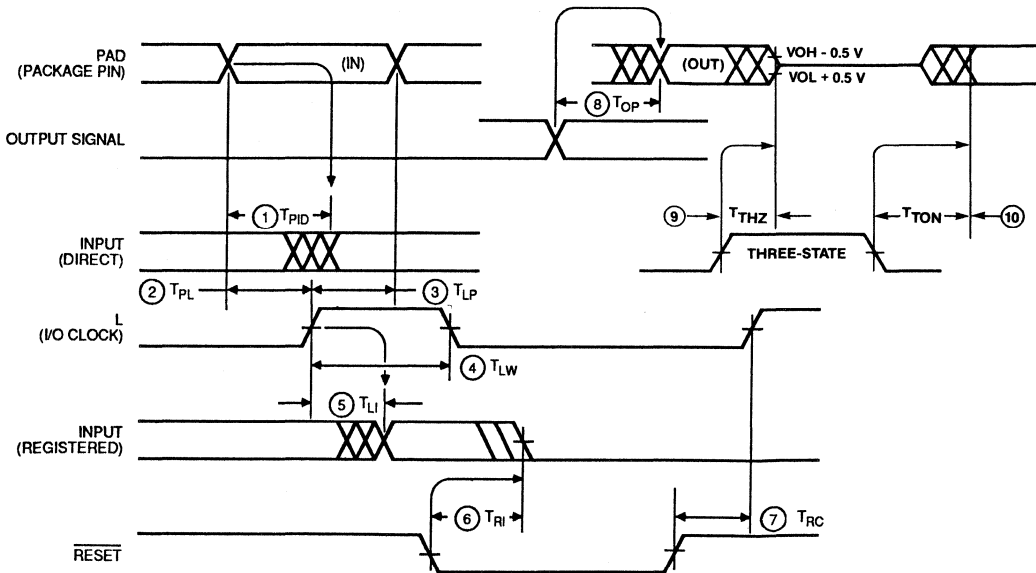 PAD
(PACKAGE PIN)
(IN)
(OUT)
VOH - 0.5 V
VOL + 0.5 V
8 TOP
OUTPUT SIGNAL
1 TPID
9 TTHZ
TTON 10
INPUT
(DIRECT)
THREE-STATE
2 TPL
3 TLP
L
(I/O CLOCK)
4 TLW
5 TLI
INPUT
(REGISTERED)
6 TRI
7 TRC
RESET